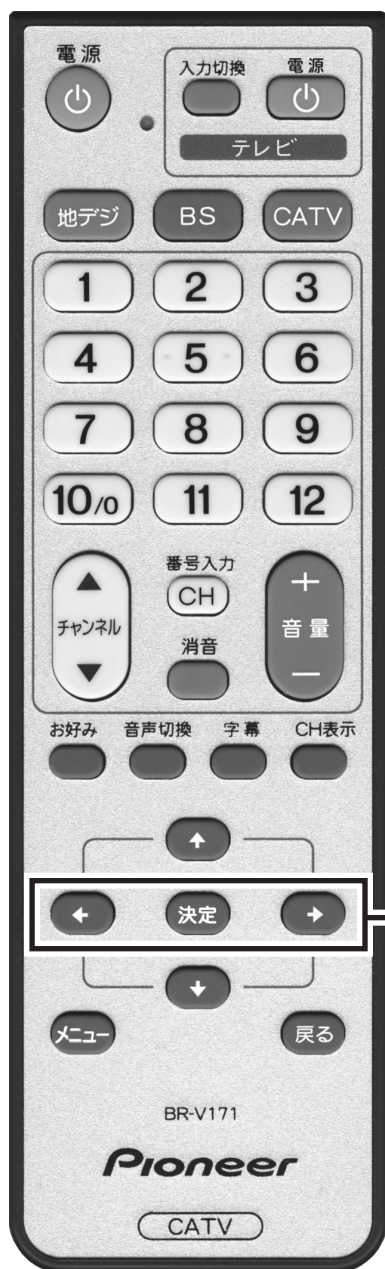 電源
入力切換 電源
テレビ
地デジ BS CATV
1 2 3
4 5 6
7 8 9
10/0 11 12
番号入力
チャンネル CH 音量
消音
お好み 音声切換 字幕 CH表示
決定
メニュー 戻る
BR-V171
Pioneer
CATV